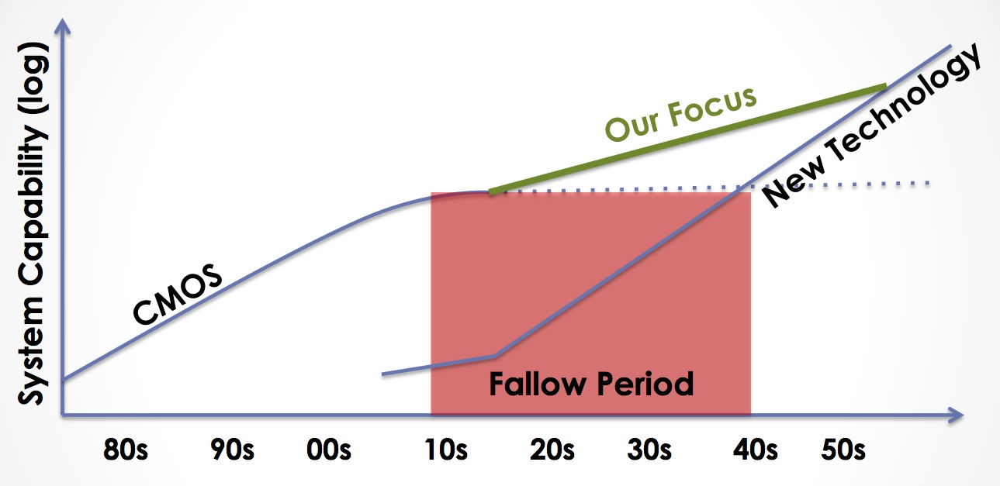 System Capability (log)
CMOS
Our Focus
New Technology
Fallow Period
80s 90s 00s 10s 20s 30s 40s 50s